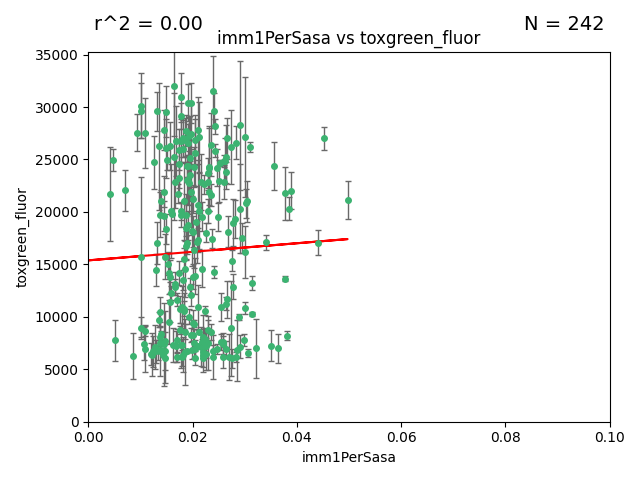 r^2 = 0.00
N = 242
imm1PerSasa vs toxgreen_fluor
35000
30000
25000
20000
15000
10000
5000
0
toxgreen_fluor
0.00
0.02
0.04
0.06
0.08
0.10
imm1PerSasa